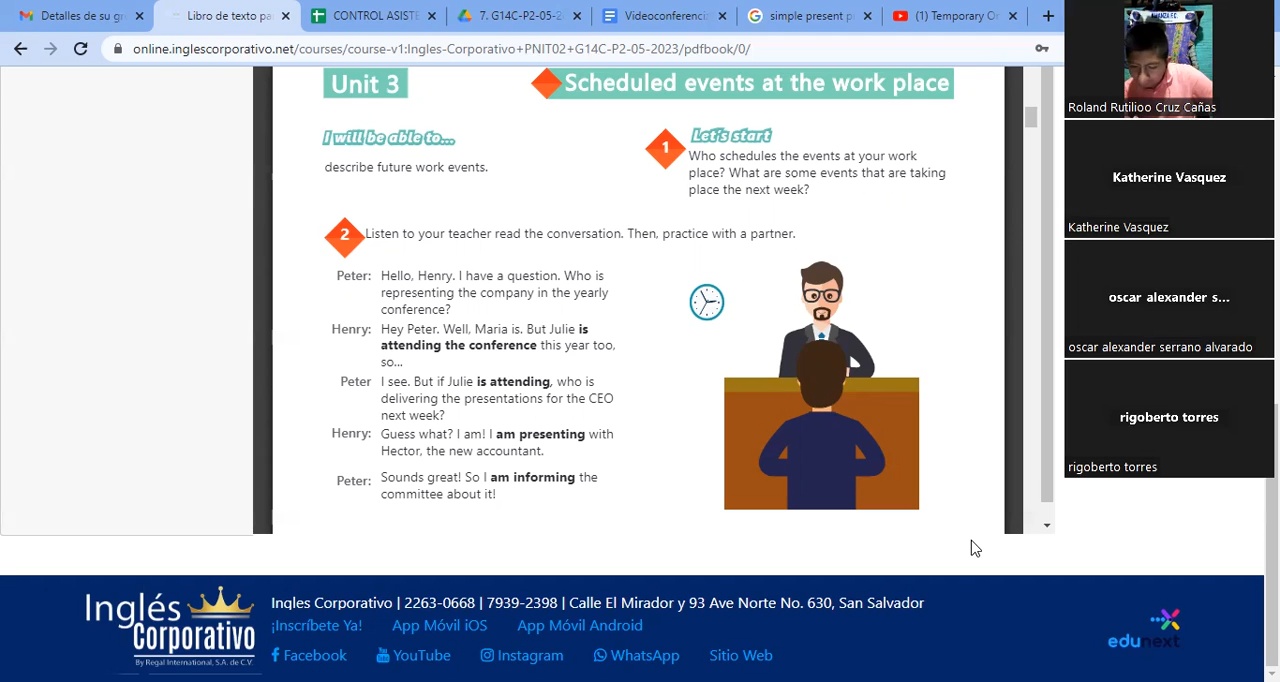 Detalles de su g
Libro de texto pa
CONTROL ASIST
7. G14C-P2-05-2
Videoconferenci
simple present p
(1) Temporary O
online.inglescorporativo.net/courses/course-v1:Ingles-Corporativo+PNIT02+G14C-P2-05-2023/pdfbook/0/
Unit 3
Scheduled events at the work place
I will be able to...
describe future work events.
1
Let's start
Who schedules the events at your work
place? What are some events that are taking
place the next week?
2
Listen to your teacher read the conversation. Then, practice with a partner.
Peter: Hello, Henry. I have a question. Who is
representing the company in the yearly
conference?
Henry: Hey Peter. Well, Maria is. But Julie is
attending the conference this year too,
so...
Peter I see. But if Julie is attending, who is
delivering the presentations for the CEO
next week?
Henry: Guess what? I am! I am presenting with
Hector, the new accountant.
Peter: Sounds great! So I am informing the
committee about it!
Roland Rutilioo Cruz Cañas
Katherine Vasquez
Katherine Vasquez
oscar alexander s...
oscar alexander serrano alvarado
rigoberto torres
rigoberto torres
Inglés
Corporativo
By Regal International, S.A. de C.V.
Ingles Corporativo | 2263-0668 | 7939-2398 | Calle El Mirador y 93 Ave Norte No. 630, San Salvador
¡Inscríbete Ya! App Móvil iOS App Móvil Android
Facebook YouTube Instagram WhatsApp Sitio Web
edunext